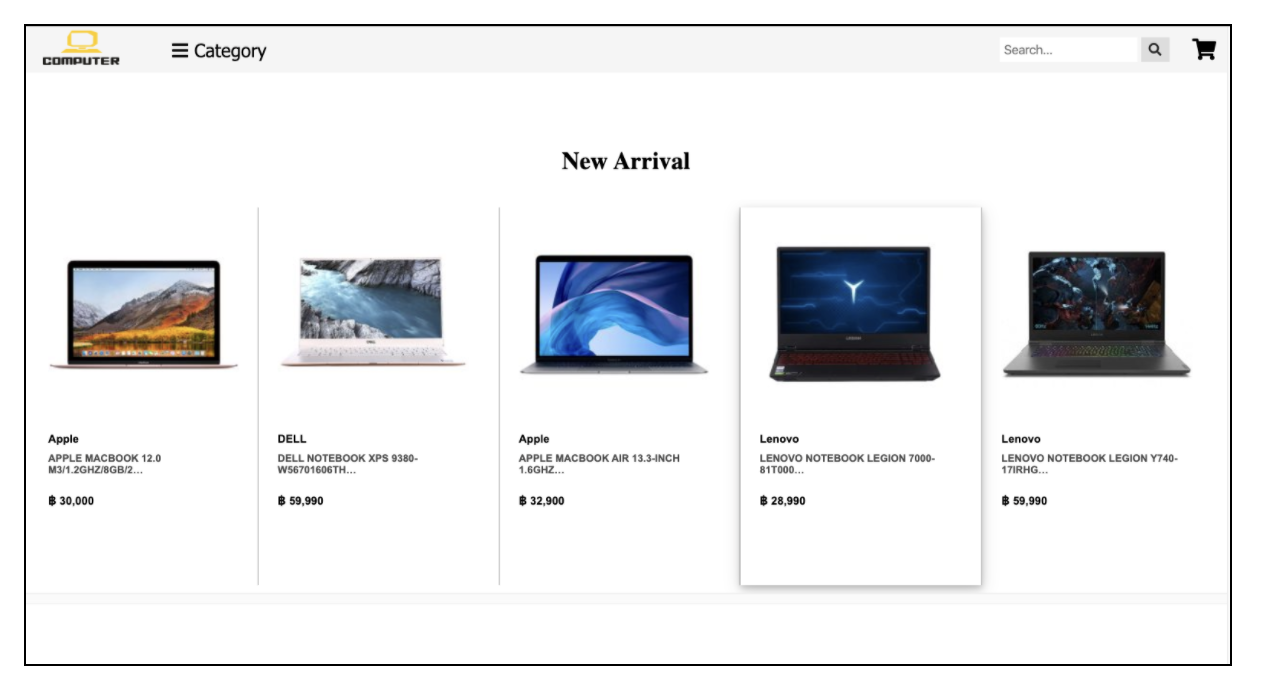 COMPUTER
Category
Search...
New Arrival
Apple
APPLE MACBOOK 12.0
M3/1.2GHZ/8GB/2...
฿ 30,000
DELL
DELL NOTEBOOK XPS 9380-
W56701606TH...
฿ 59,990
Apple
APPLE MACBOOK AIR 13.3-INCH
1.6GHZ...
฿ 32,900
Lenovo
LENOVO NOTEBOOK LEGION 7000-
81T000...
฿ 28,990
Lenovo
LENOVO NOTEBOOK LEGION Y740-
17IRHG...
฿ 59,990